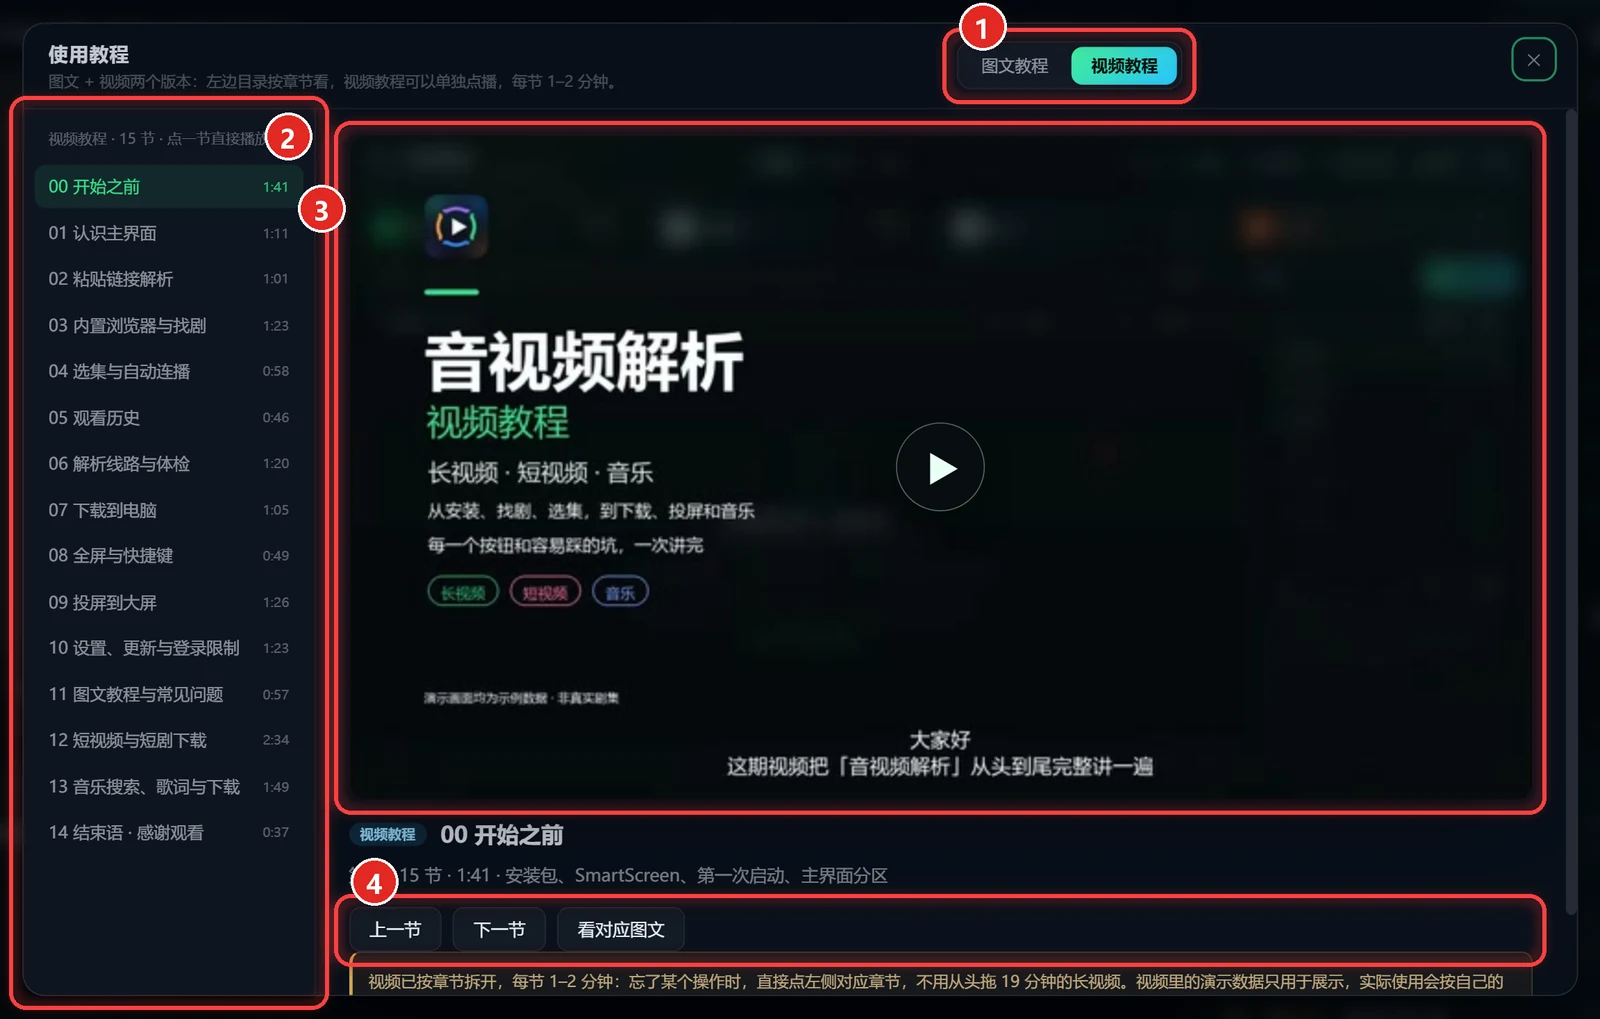 使用教程
图文 + 视频两个版本：左边目录按章节看，视频教程可以单独点播，每节 1–2 分钟。
1
图文教程
视频教程
2
视频教程 · 15 节 · 点一节直接播放
3
00 开始之前 1:41
01 认识主界面 1:11
02 粘贴链接解析 1:01
03 内置浏览器与找剧 1:23
04 选集与自动连播 0:58
05 观看历史 0:46
06 解析线路与体检 1:20
07 下载到电脑 1:05
08 全屏与快捷键 0:49
09 投屏到大屏 1:26
10 设置、更新与登录限制 1:23
11 图文教程与常见问题 0:57
12 短视频与短剧下载 2:34
13 音乐搜索、歌词与下载 1:49
14 结束语 · 感谢观看 0:37
音视频解析
视频教程
长视频 · 短视频 · 音乐
从安装、找剧、选集，到下载、投屏和音乐
每一个按钮和容易踩的坑，一次讲完
长视频
短视频
音乐
演示画面均为示例数据 · 非真实剧集
大家好
这期视频把「音视频解析」从头到尾完整讲一遍
视频教程 00 开始之前
4
15 节 · 1:41 · 安装包、SmartScreen、第一次启动、主界面分区
上一节
下一节
看对应图文
视频已按章节拆开，每节 1–2 分钟：忘了某个操作时，直接点左侧对应章节，不用从头拖 19 分钟的长视频。视频里的演示数据只用于展示，实际使用会按自己的